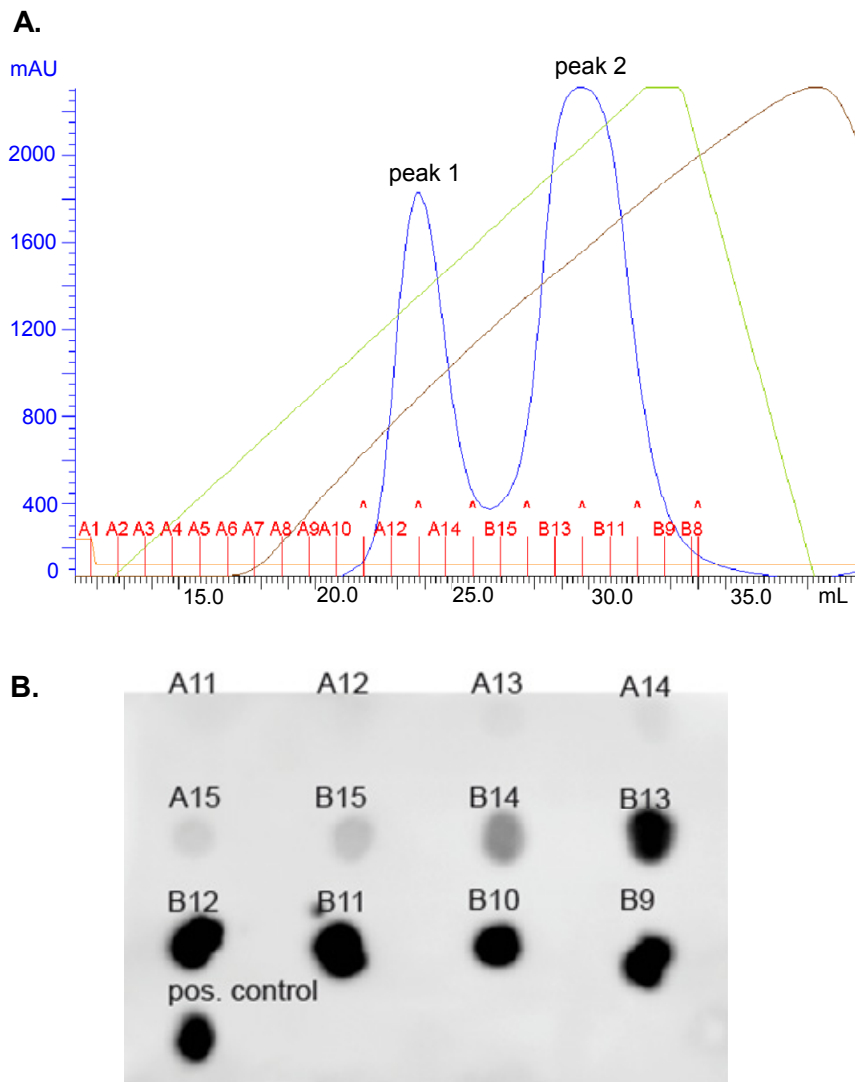 A.
mAU
peak 2
peak 1
2000
1600
1200
800
400
A1 A2 A3 A4 A5 A6 A7 A8 A9 A10 A12 A14 B15 B13 B11 B9 B8
0
15.0 20.0 25.0 30.0 35.0 mL
B.
A11 A12 A13 A14
A15 B15 B14 B13
B12 B11 B10 B9
pos. control